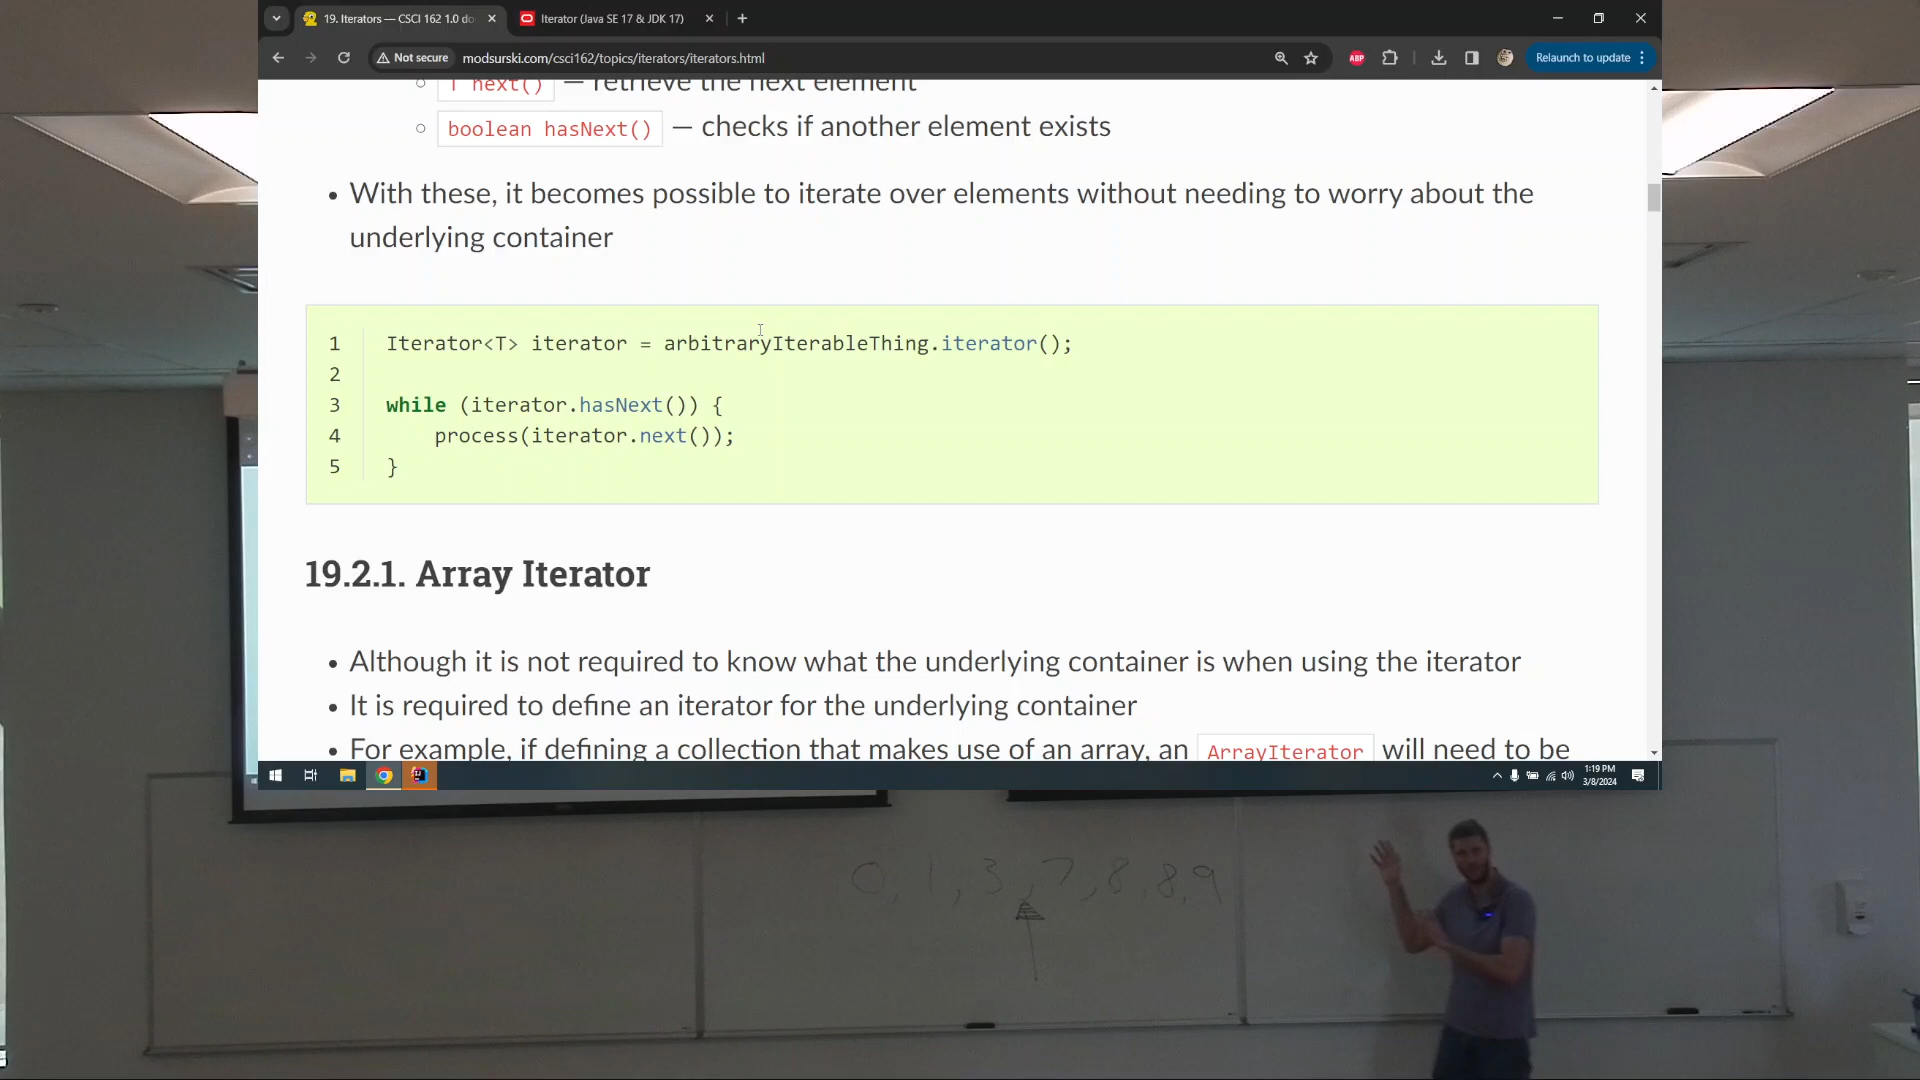 19. Iterators — CSCI 162 1.0 do
Iterator (Java SE 17 & JDK 17)
Not secure
modsurski.com/csci162/topics/iterators/iterators.html
ABP
Relaunch to update
T next() — retrieve the next element
boolean hasNext() — checks if another element exists
With these, it becomes possible to iterate over elements without needing to worry about the
underlying container
1 Iterator<T> iterator = arbitraryIterableThing.iterator();
2
3 while (iterator.hasNext()) {
4 process(iterator.next());
5 }
19.2.1. Array Iterator
Although it is not required to know what the underlying container is when using the iterator
It is required to define an iterator for the underlying container
For example, if defining a collection that makes use of an array, an ArrayIterator will need to be
1:19 PM
3/8/2024
0, 1, 3, 7, 8, 8, 9